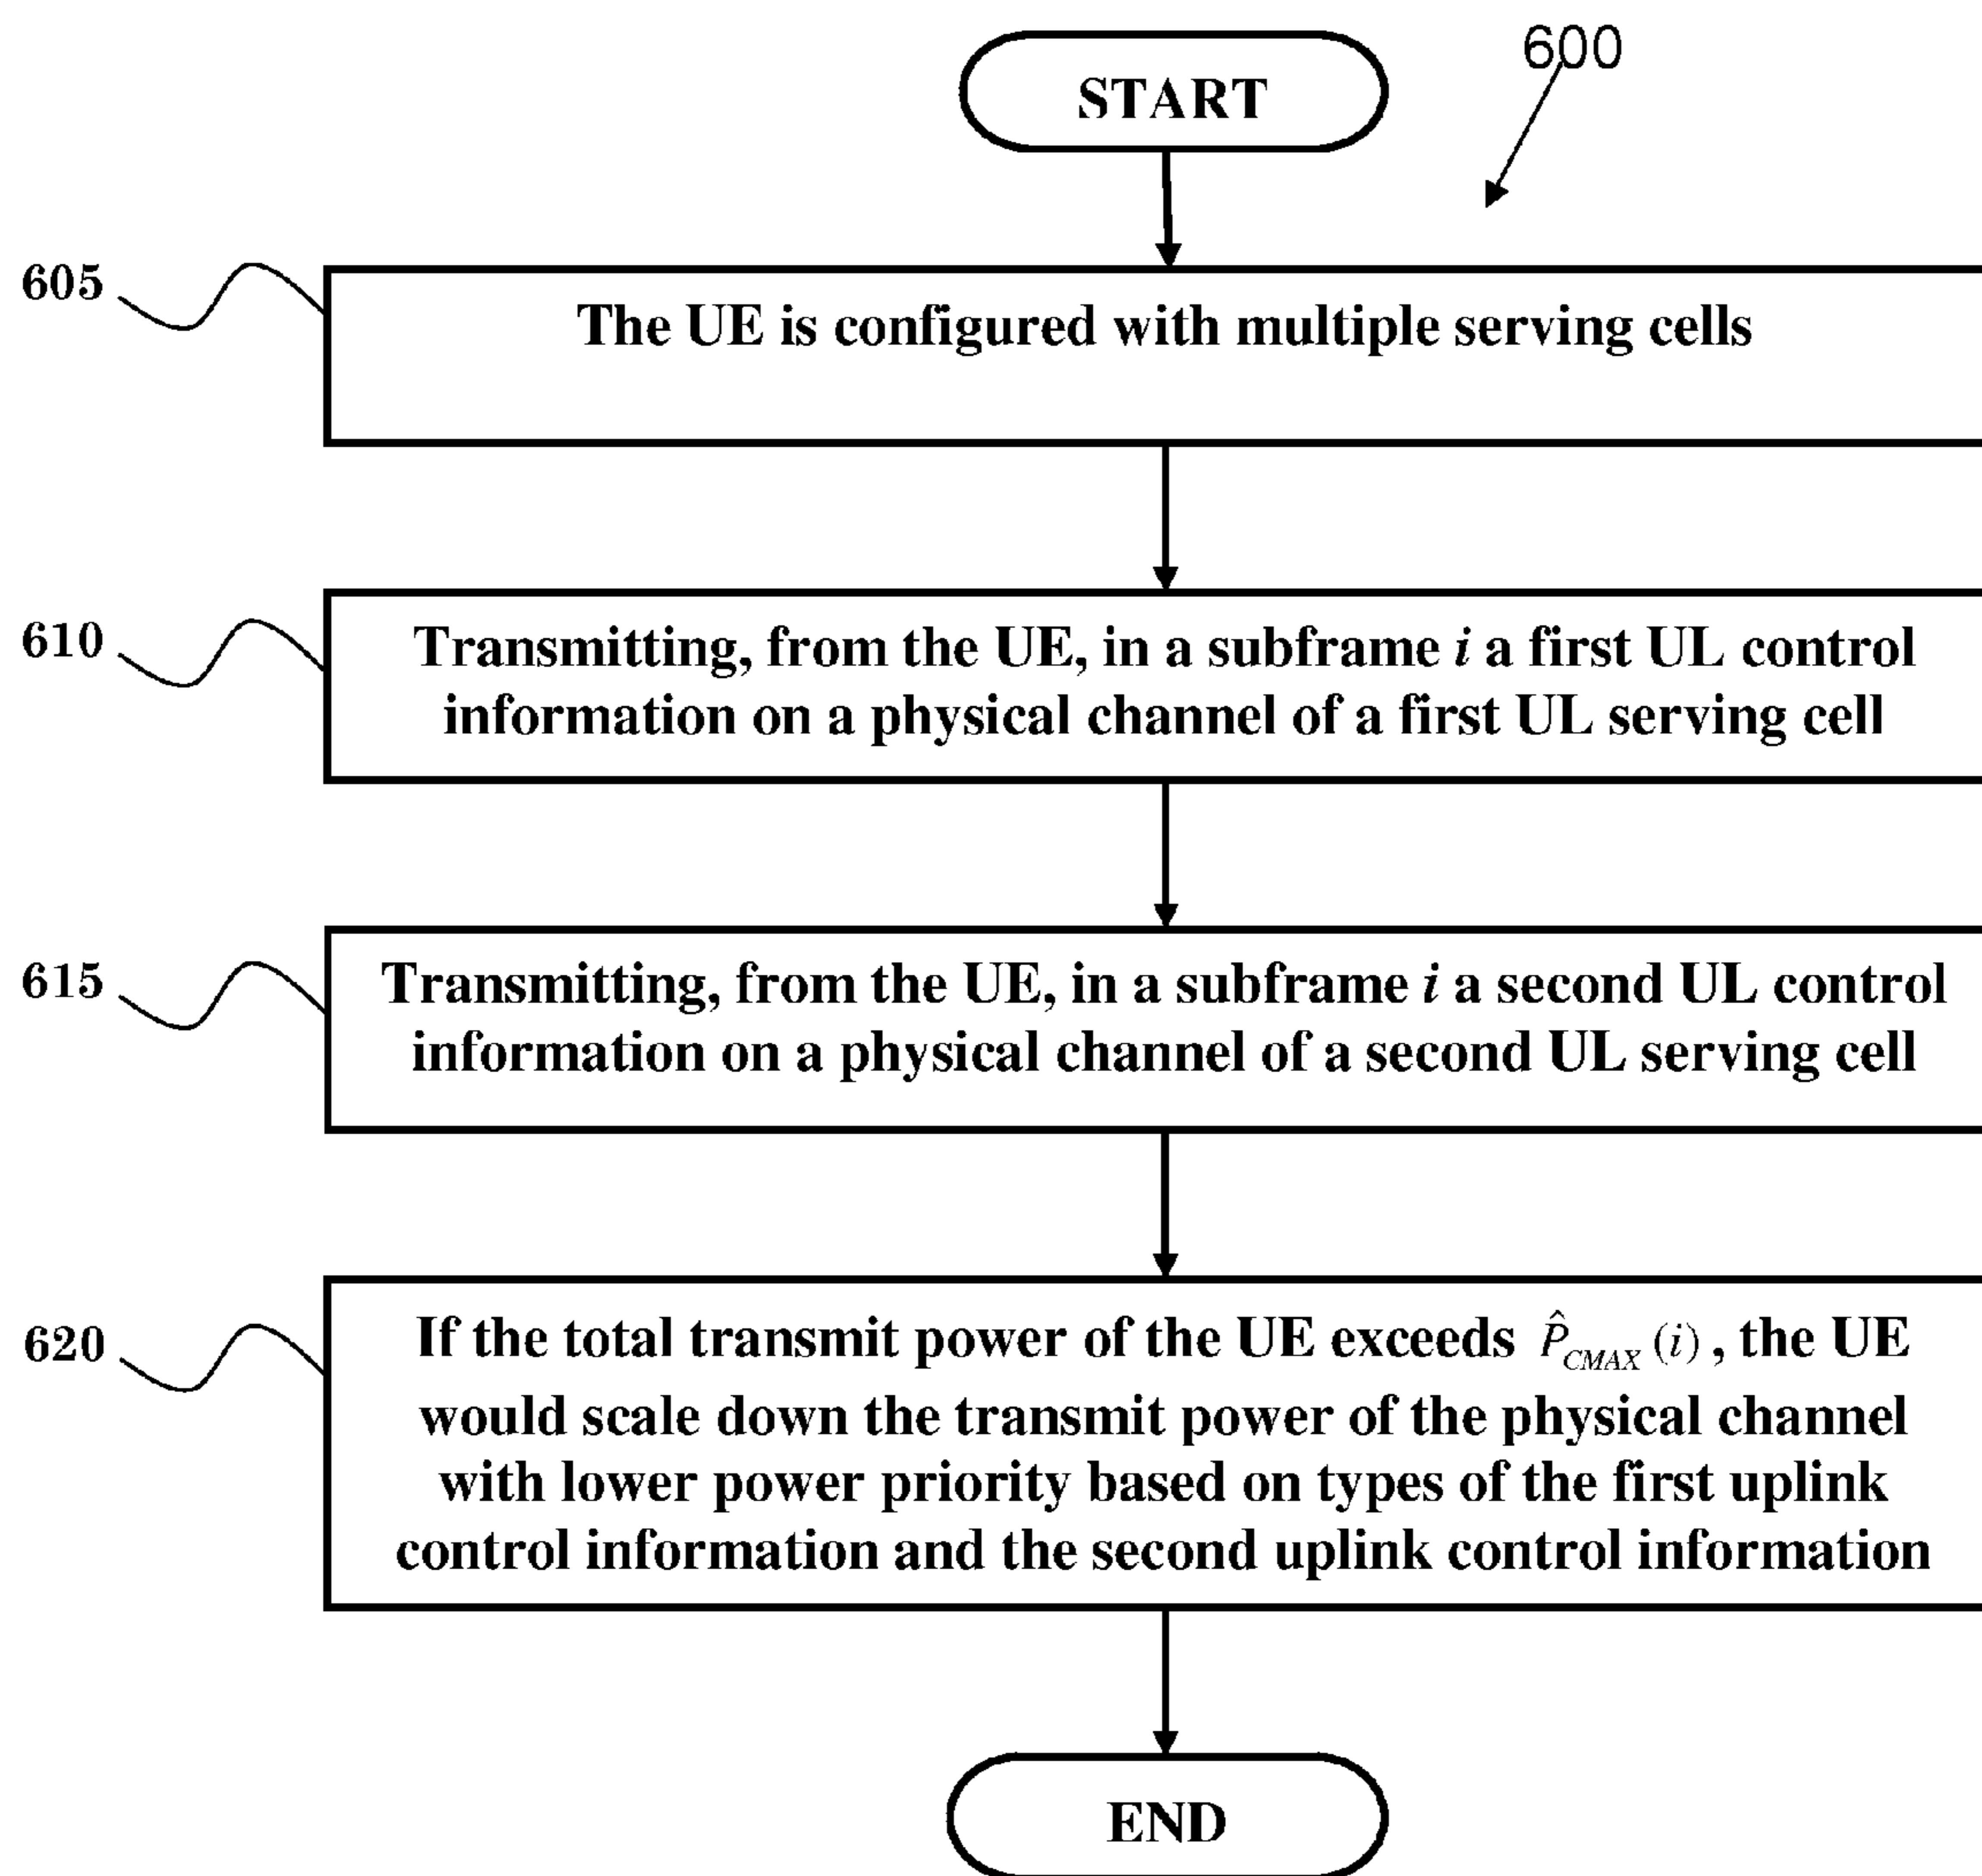 600
START
605
The UE is configured with multiple serving cells
610
Transmitting, from the UE, in a subframe i a first UL control
information on a physical channel of a first UL serving cell
615
Transmitting, from the UE, in a subframe i a second UL control
information on a physical channel of a second UL serving cell
620
If the total transmit power of the UE exceeds P̂_CMAX (i), the UE
would scale down the transmit power of the physical channel
with lower power priority based on types of the first uplink
control information and the second uplink control information
END